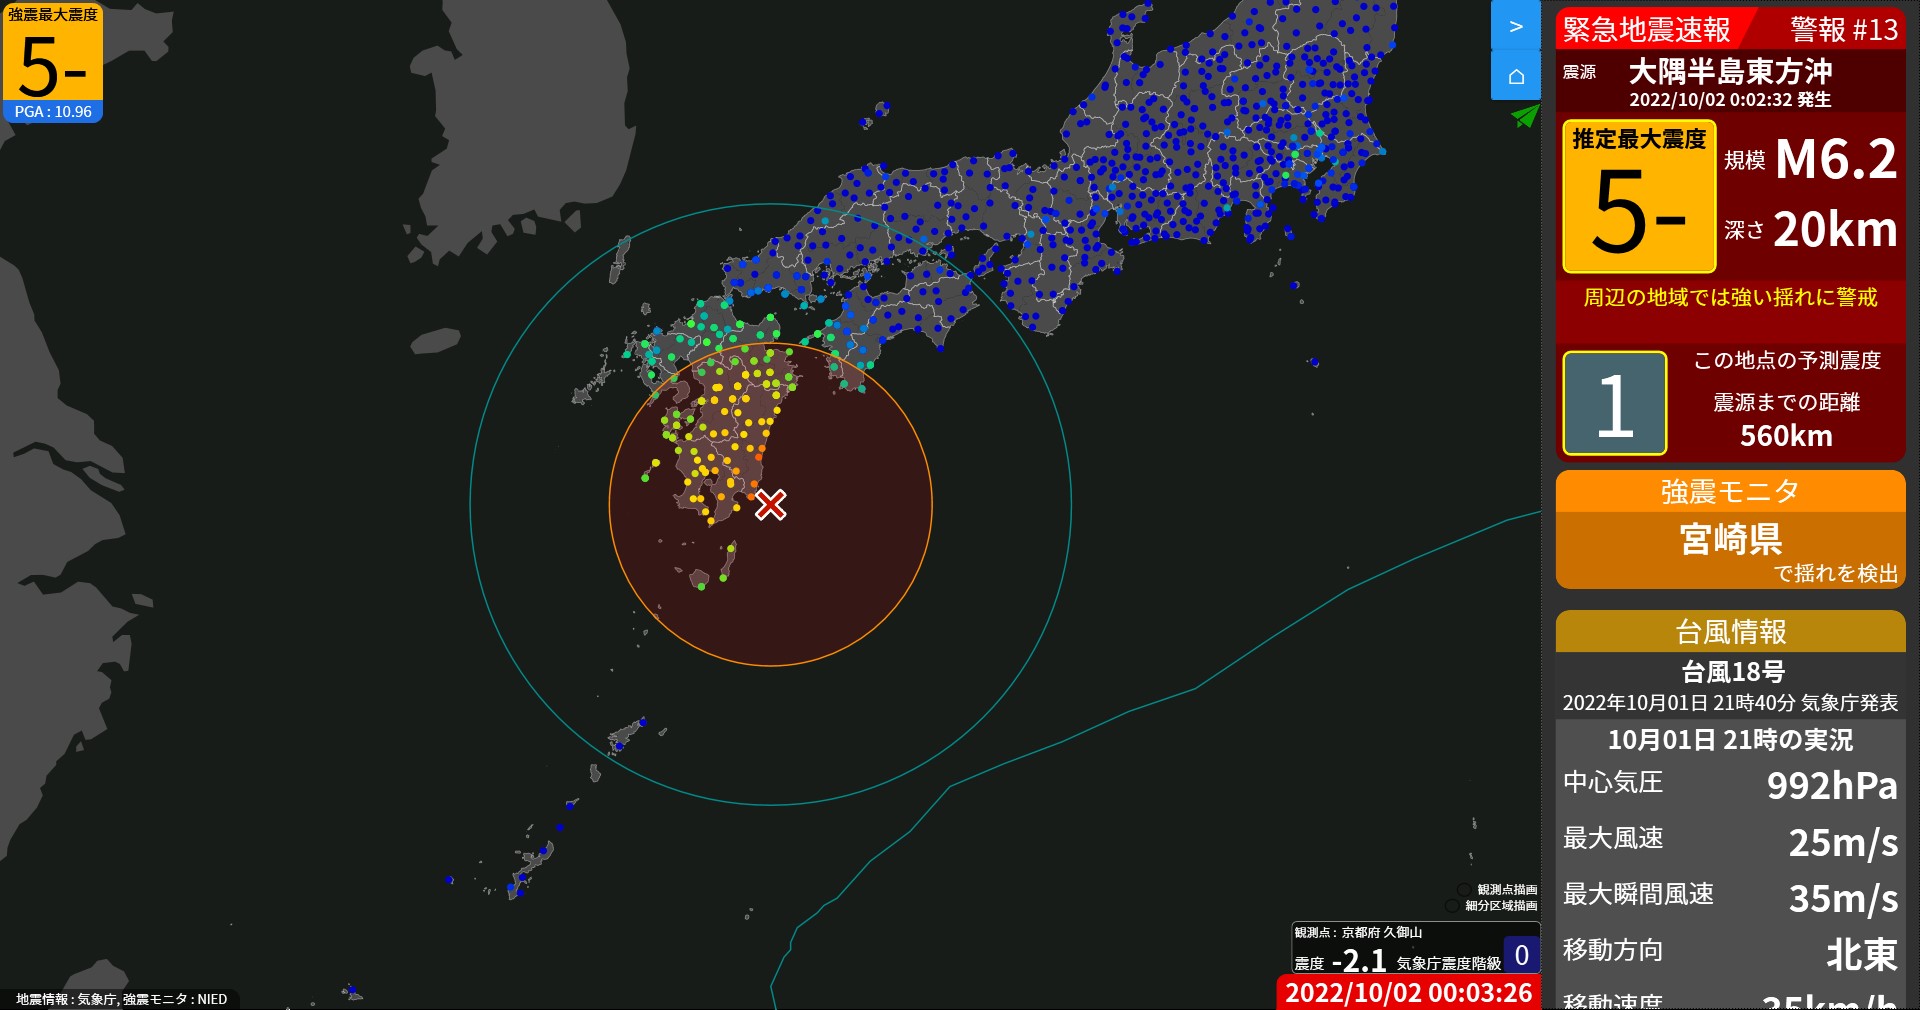 強震最大震度
5-
PGA : 10.96
>
緊急地震速報 警報 #13
震源 大隅半島東方沖
2022/10/02 0:02:32 発生
推定最大震度
5-
規模 M6.2
深さ 20km
周辺の地域では強い揺れに警戒
1
この地点の予測震度
震源までの距離
560km
強震モニタ
宮崎県
で揺れを検出
台風情報
台風18号
2022年10月01日 21時40分 気象庁発表
10月01日 21時の実況
中心気圧 992hPa
最大風速 25m/s
最大瞬間風速 35m/s
移動方向 北東
移動速度 35km/h
観測点描画
細分区域描画
観測点 : 京都府 久御山
震度 -2.1 気象庁震度階級 0
2022/10/02 00:03:26
地震情報 : 気象庁, 強震モニタ : NIED